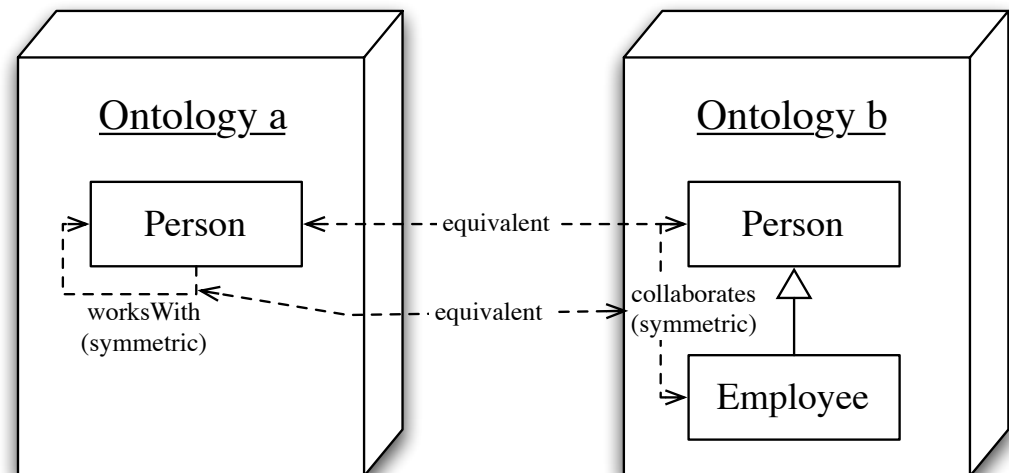 Ontology a
Ontology b
Person
equivalent
Person
worksWith
(symmetric)
equivalent
collaborates
(symmetric)
Employee